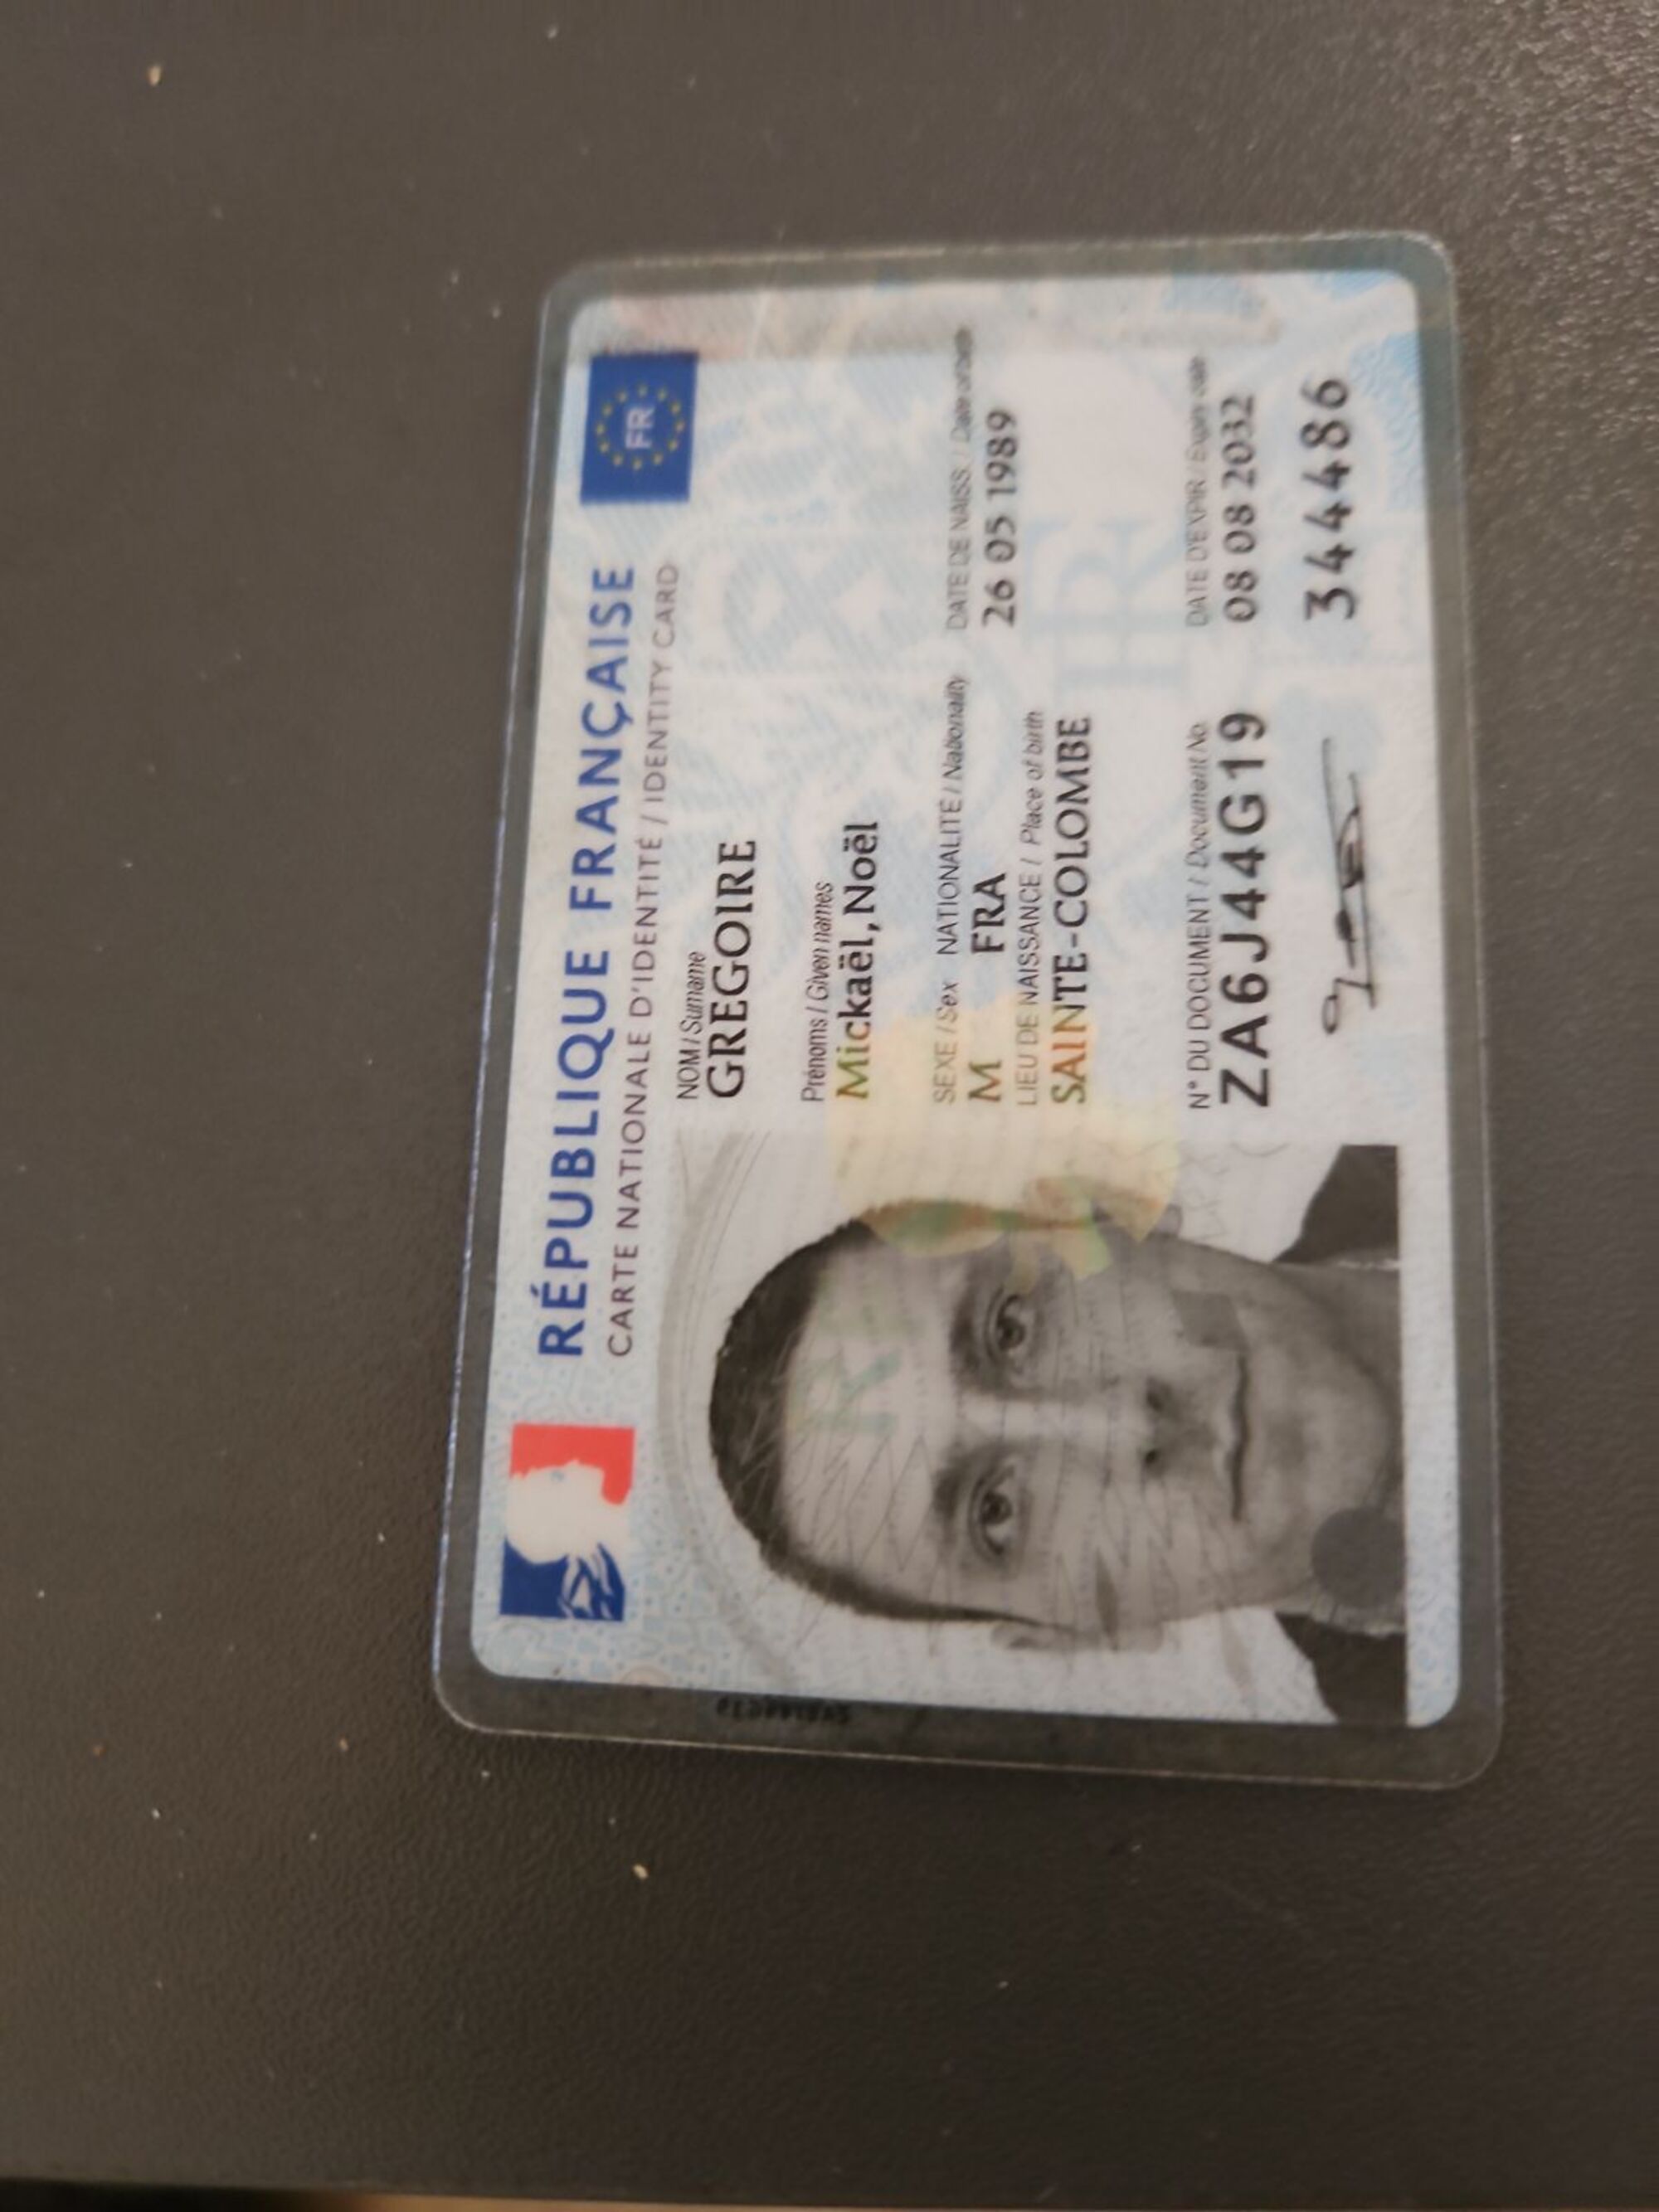 RÉPUBLIQUE FRANÇAISE
FR
CARTE NATIONALE D'IDENTITÉ / IDENTITY CARD
NOM / Surname
GREGOIRE
Prénoms / Given names
Mickaël, Noël
SEXE / Sex NATIONALITÉ / Nationality DATE DE NAISS. / Date of birth
M FRA 26 05 1989
LIEU DE NAISSANCE / Place of birth
SAINTE-COLOMBE
N° DU DOCUMENT / Document No. DATE D'EXPIR. / Expiry date
ZA6J44G19 08 08 2032
344486